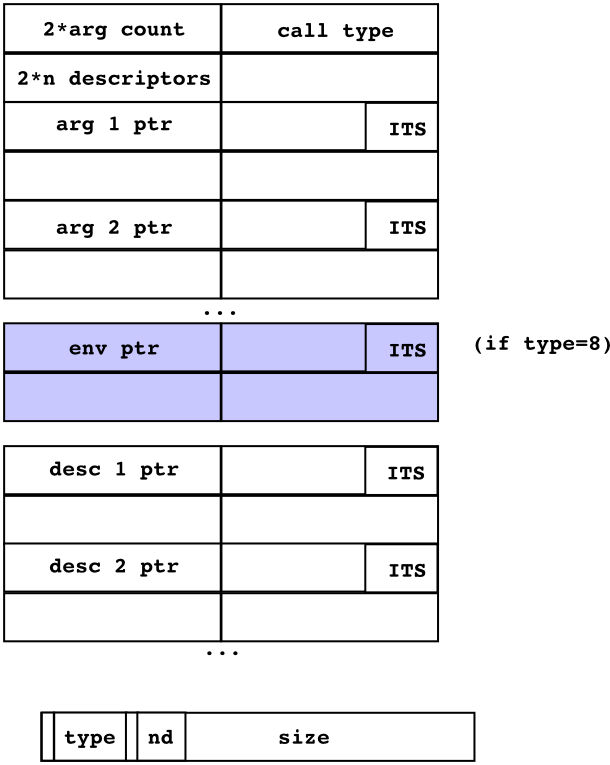 2*arg count call type
2*n descriptors
arg 1 ptr ITS
arg 2 ptr ITS
...
env ptr ITS (if type=8)
desc 1 ptr ITS
desc 2 ptr ITS
...
type nd size